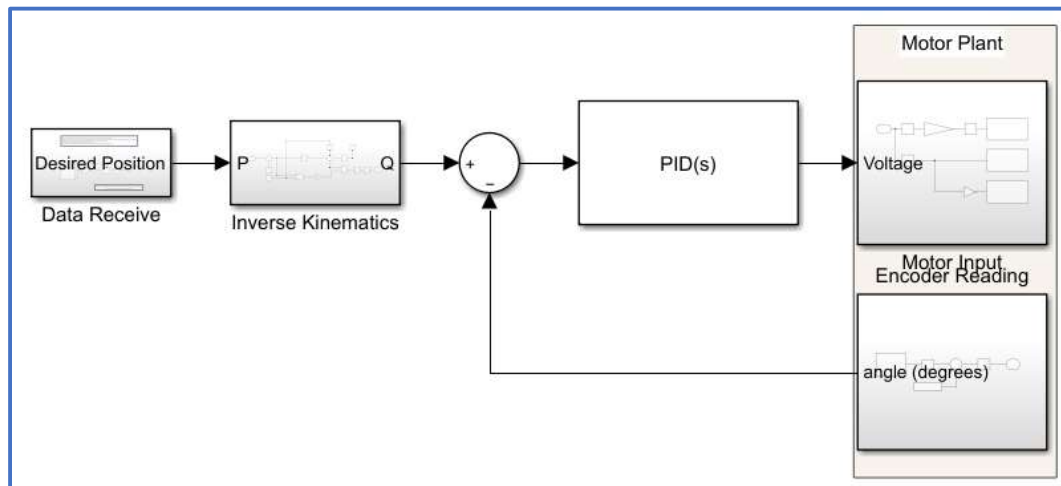 Motor Plant
Desired Position
P
Q
+
−
PID(s)
Voltage
Data Receive
Inverse Kinematics
Motor Input
Encoder Reading
angle (degrees)